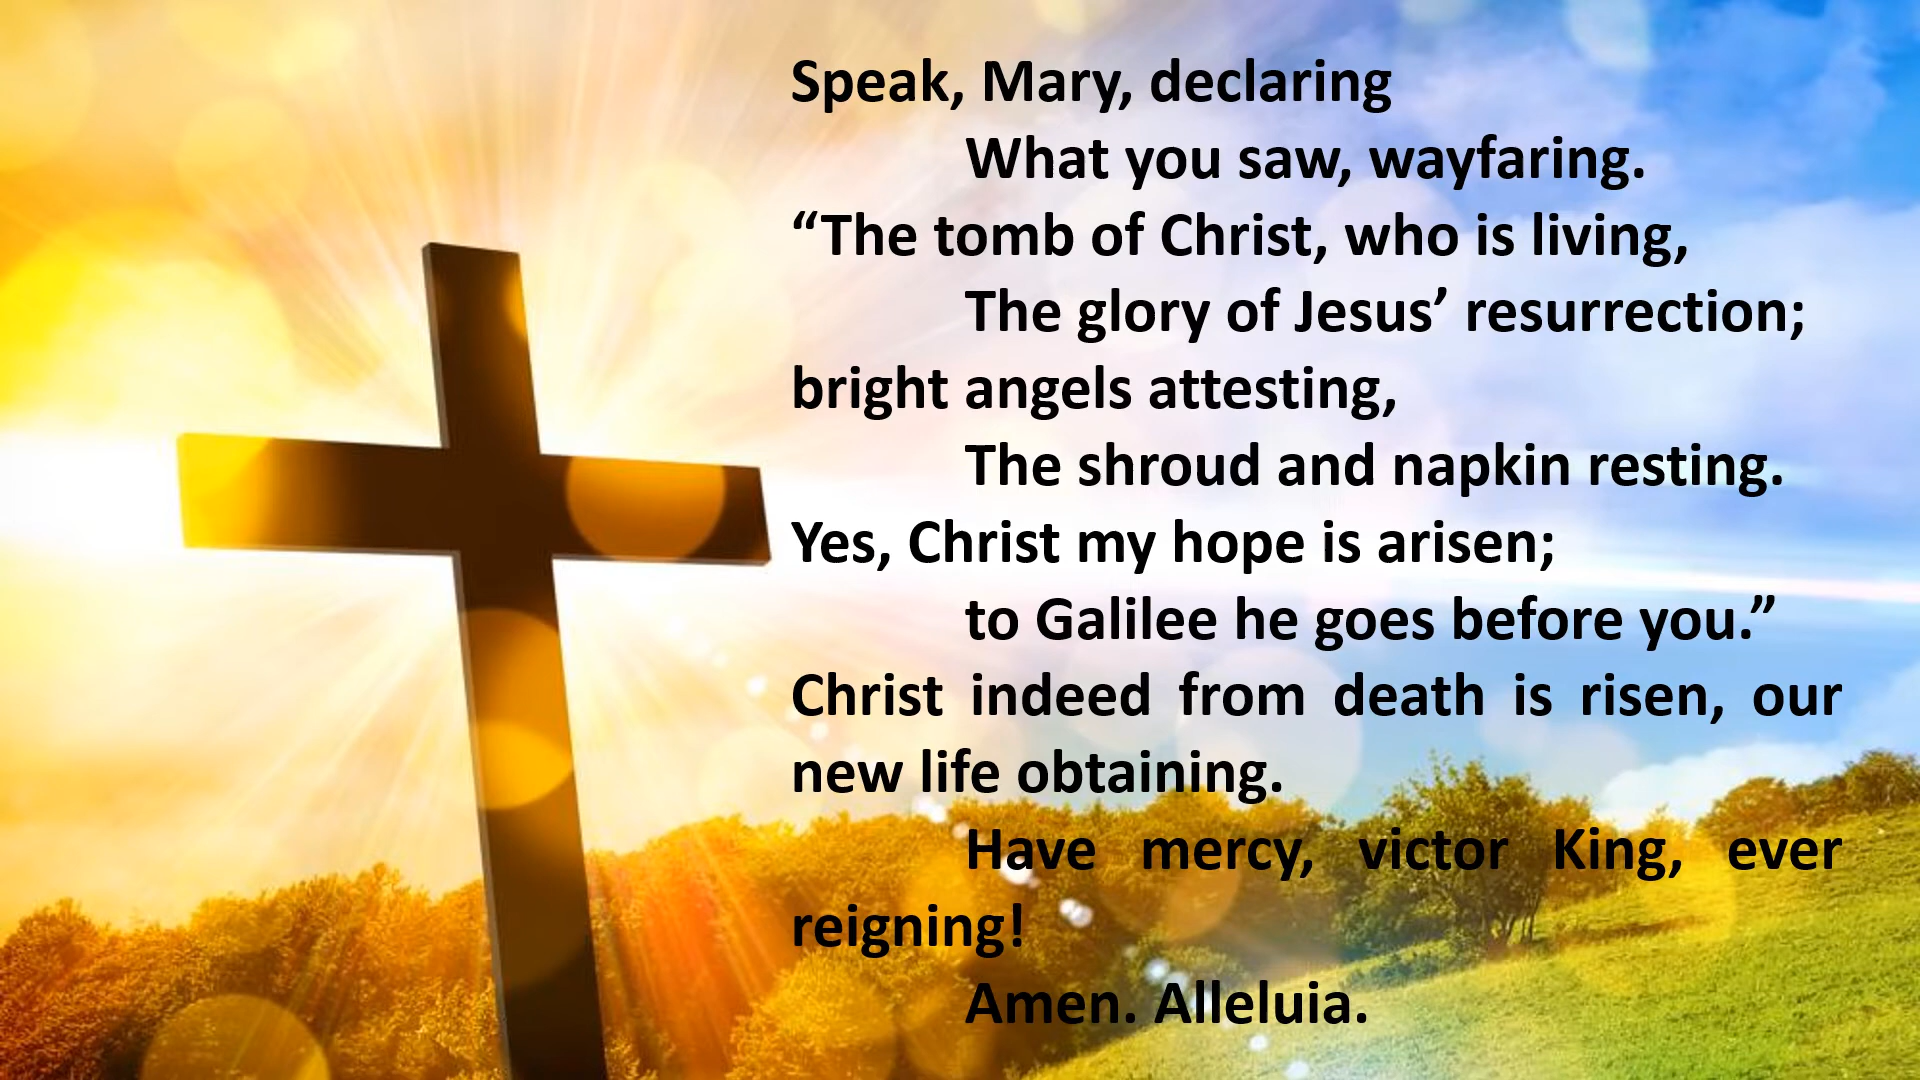 Speak, Mary, declaring
What you saw, wayfaring.
“The tomb of Christ, who is living,
The glory of Jesus’ resurrection;
bright angels attesting,
The shroud and napkin resting.
Yes, Christ my hope is arisen;
to Galilee he goes before you.”
Christ indeed from death is risen, our
new life obtaining.
Have mercy, victor King, ever
reigning!
Amen. Alleluia.